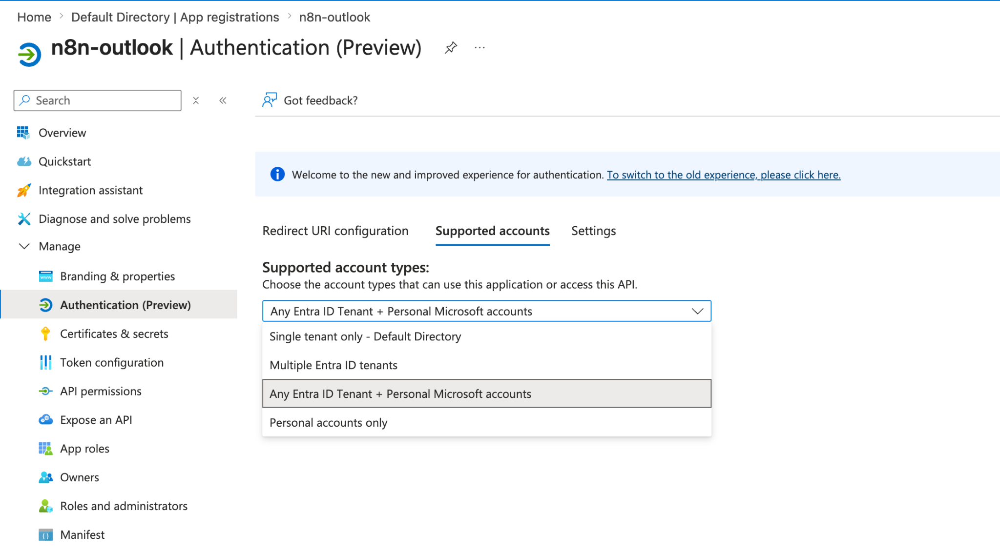 Home > Default Directory | App registrations > n8n-outlook
n8n-outlook | Authentication (Preview)
Search
Got feedback?
Overview
Quickstart
Integration assistant
Diagnose and solve problems
Manage
Branding & properties
Authentication (Preview)
Certificates & secrets
Token configuration
API permissions
Expose an API
App roles
Owners
Roles and administrators
Manifest
Welcome to the new and improved experience for authentication. To switch to the old experience, please click here.
Redirect URI configuration
Supported accounts
Settings
Supported account types:
Choose the account types that can use this application or access this API.
Any Entra ID Tenant + Personal Microsoft accounts
Single tenant only - Default Directory
Multiple Entra ID tenants
Any Entra ID Tenant + Personal Microsoft accounts
Personal accounts only